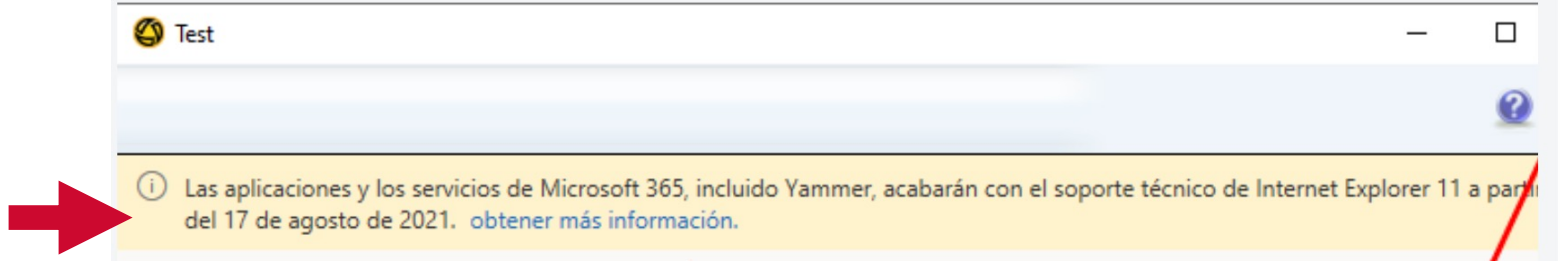 Test
?
Las aplicaciones y los servicios de Microsoft 365, incluido Yammer, acabarán con el soporte técnico de Internet Explorer 11 a partir
del 17 de agosto de 2021. obtener más información.